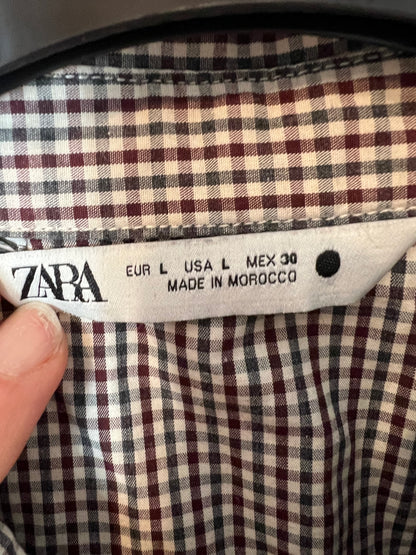 ZARA
EUR L USA L MEX 30
MADE IN MOROCCO